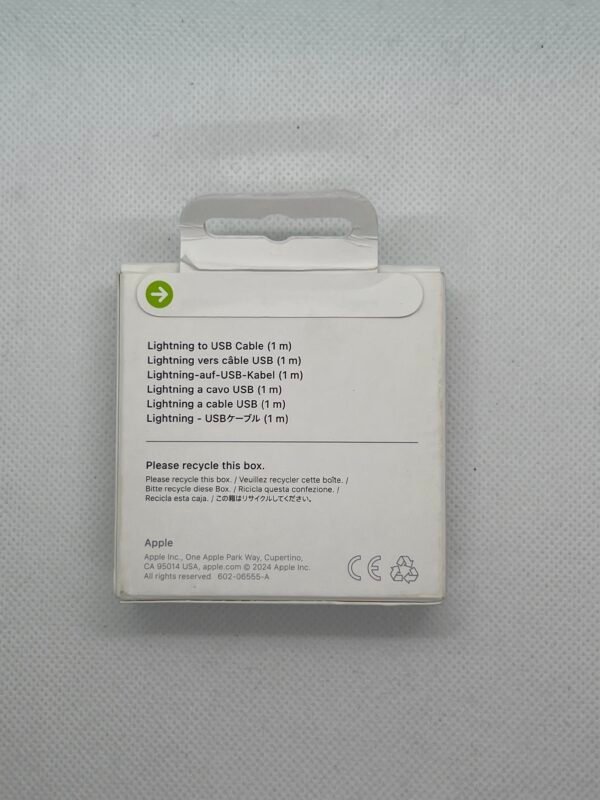 Lightning to USB Cable (1 m)
Lightning vers câble USB (1 m)
Lightning-auf-USB-Kabel (1 m)
Lightning a cavo USB (1 m)
Lightning a cable USB (1 m)
Lightning - USBケーブル (1 m)
Please recycle this box.
Please recycle this box. / Veuillez recycler cette boîte. /
Bitte recycle diese Box. / Ricicla questa confezione. /
Recicla esta caja. / この箱はリサイクルしてください。
Apple
Apple Inc., One Apple Park Way, Cupertino,
CA 95014 USA, apple.com © 2024 Apple Inc.
All rights reserved 602-06555-A
CE